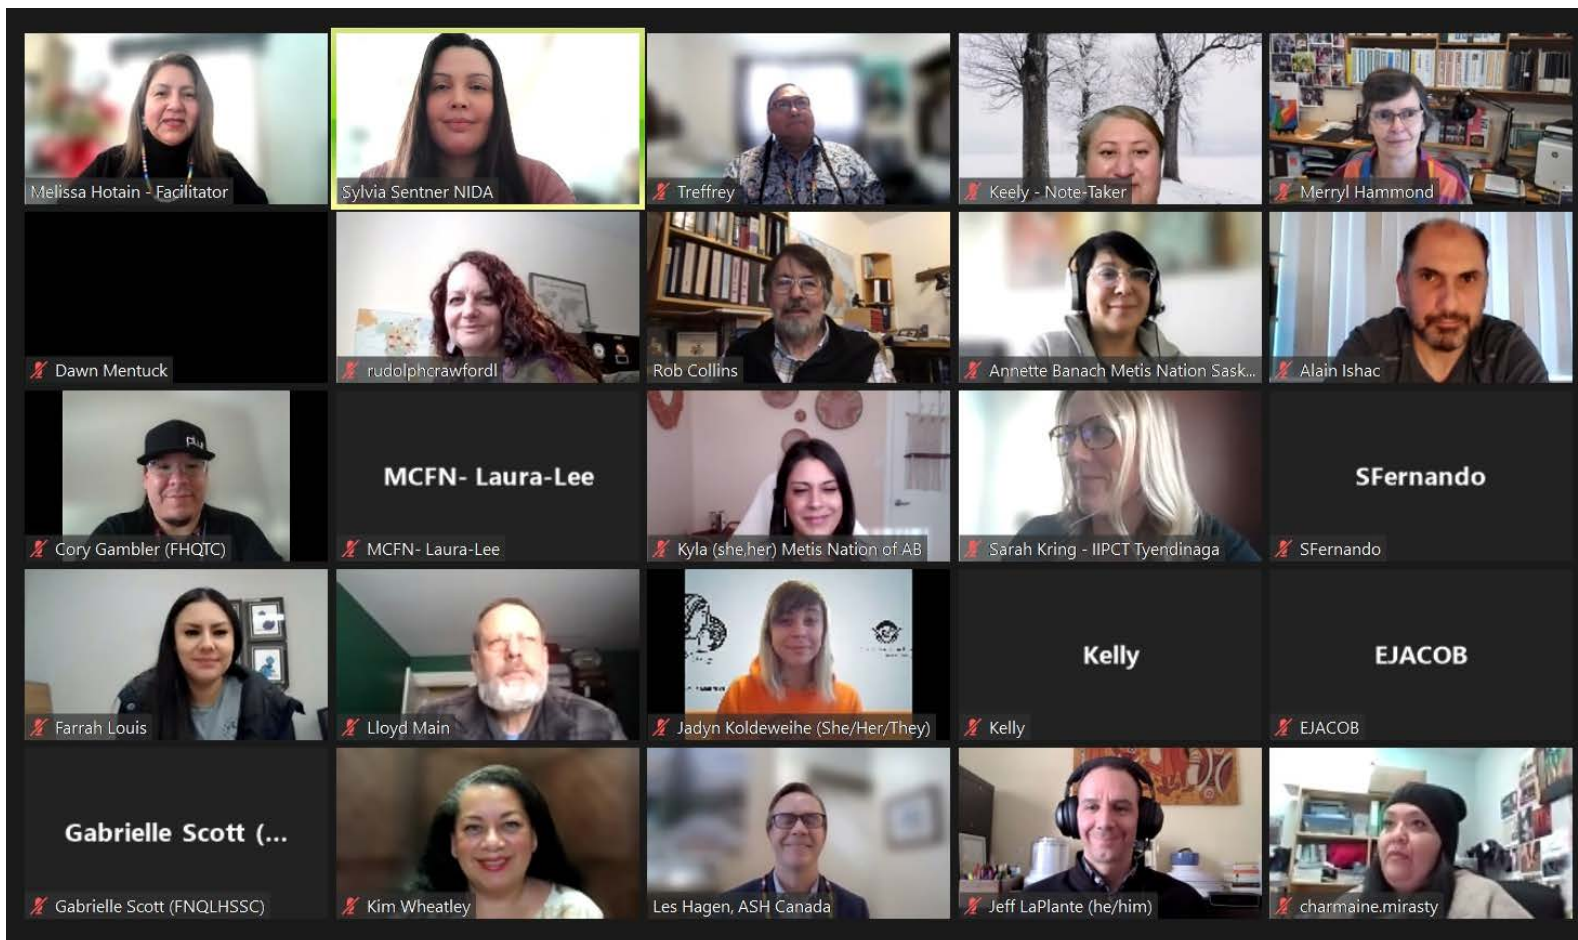 Melissa Hotain - Facilitator
Sylvia Sentner NIDA
Treffrey
Keely - Note-Taker
Merryl Hammond
Dawn Mentuck
rudolphcrawfordl
Rob Collins
Annette Banach Metis Nation Sask...
Alain Ishac
Cory Gambler (FHQTC)
MCFN- Laura-Lee
MCFN- Laura-Lee
Kyla (she,her) Metis Nation of AB
Sarah Kring - IIPCT Tyendinaga
SFernando
SFernando
Farrah Louis
Lloyd Main
Jadyn Koldeweihe (She/Her/They)
Kelly
Kelly
EJACOB
EJACOB
Gabrielle Scott (...
Gabrielle Scott (FNQLHSSC)
Kim Wheatley
Les Hagen, ASH Canada
Jeff LaPlante (he/him)
charmaine.mirasty